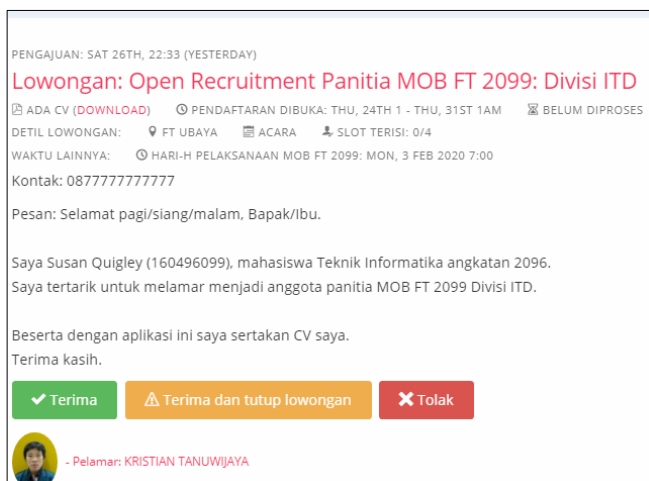 PENGAJUAN: SAT 26TH, 22:33 (YESTERDAY)
Lowongan: Open Recruitment Panitia MOB FT 2099: Divisi ITD
ADA CV (DOWNLOAD) PENDAFTARAN DIBUKA: THU, 24TH 1 - THU, 31ST 1AM BELUM DIPROSES
DETIL LOWONGAN: FT UBAYA ACARA SLOT TERISI: 0/4
WAKTU LAINNYA: HARI-H PELAKSANAAN MOB FT 2099: MON, 3 FEB 2020 7:00
Kontak: 0877777777777
Pesan: Selamat pagi/siang/malam, Bapak/Ibu.
Saya Susan Quigley (160496099), mahasiswa Teknik Informatika angkatan 2096.
Saya tertarik untuk melamar menjadi anggota panitia MOB FT 2099 Divisi ITD.
Beserta dengan aplikasi ini saya sertakan CV saya.
Terima kasih.
Terima Terima dan tutup lowongan Tolak
- Pelamar: KRISTIAN TANUWIJAYA